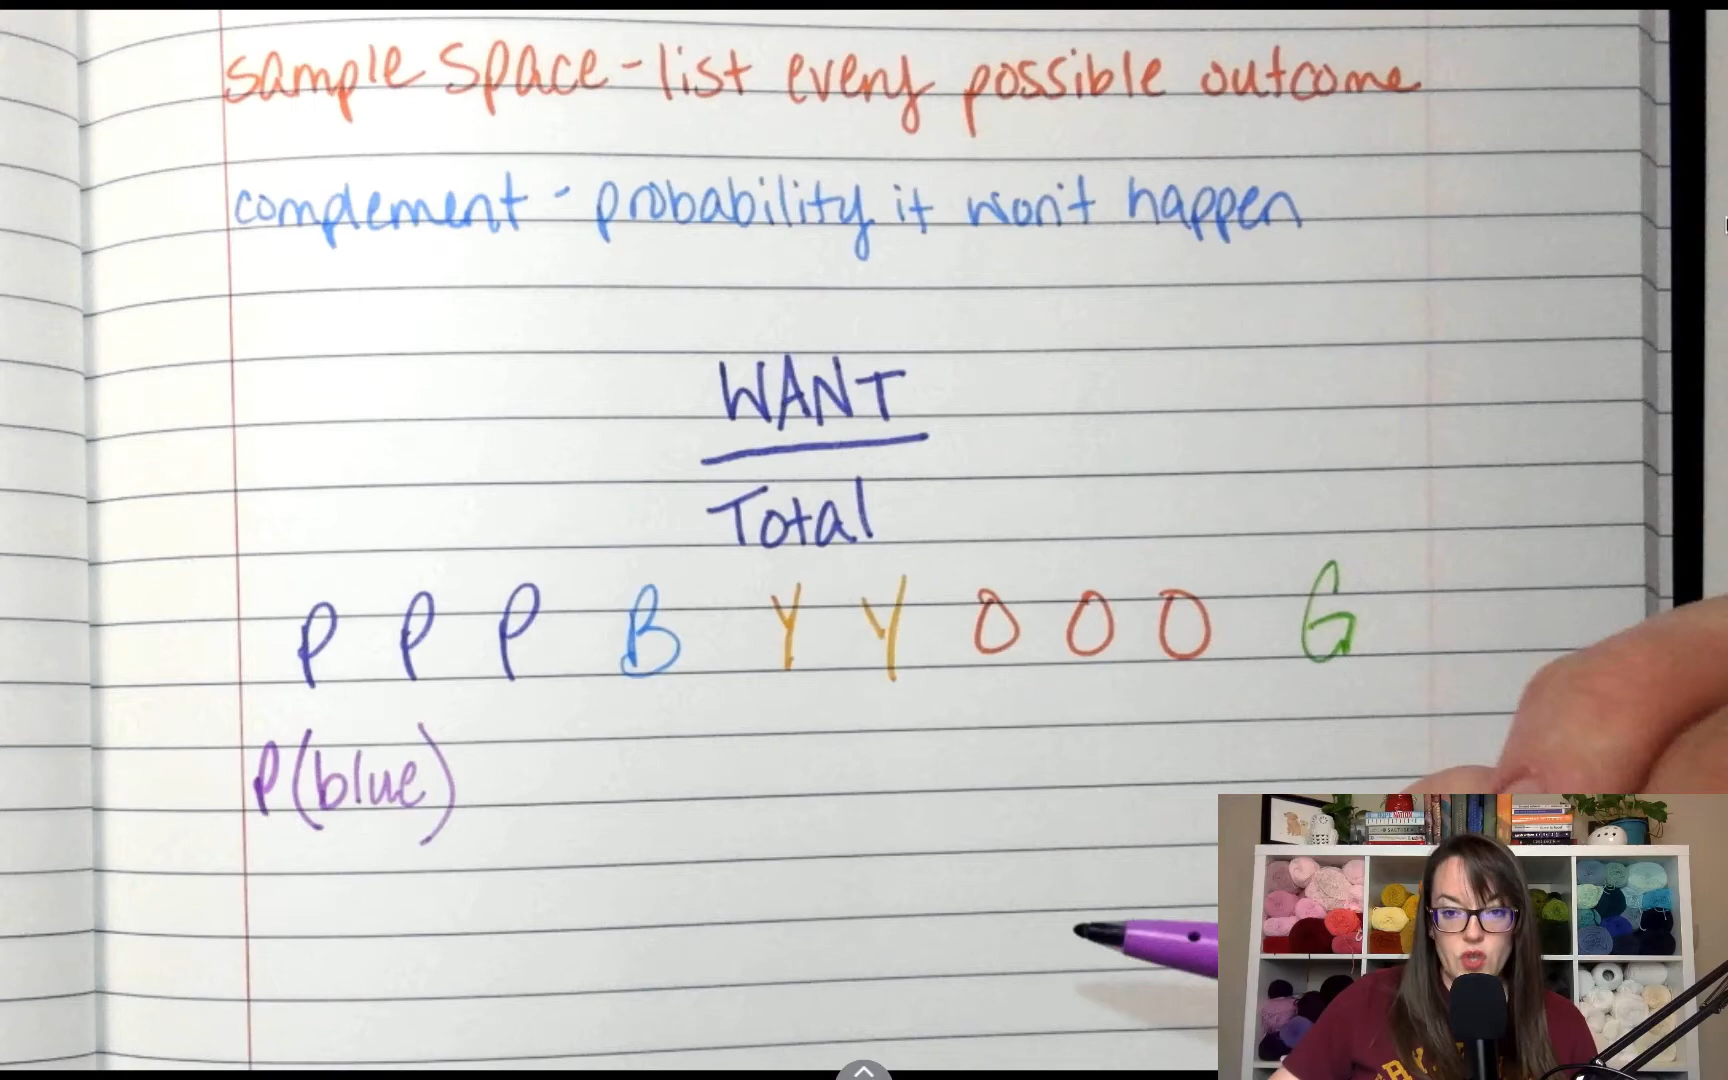 sample space - list every possible outcome
complement - probability it won't happen
WANT
Total
P P P B Y Y O O O G
P(blue)